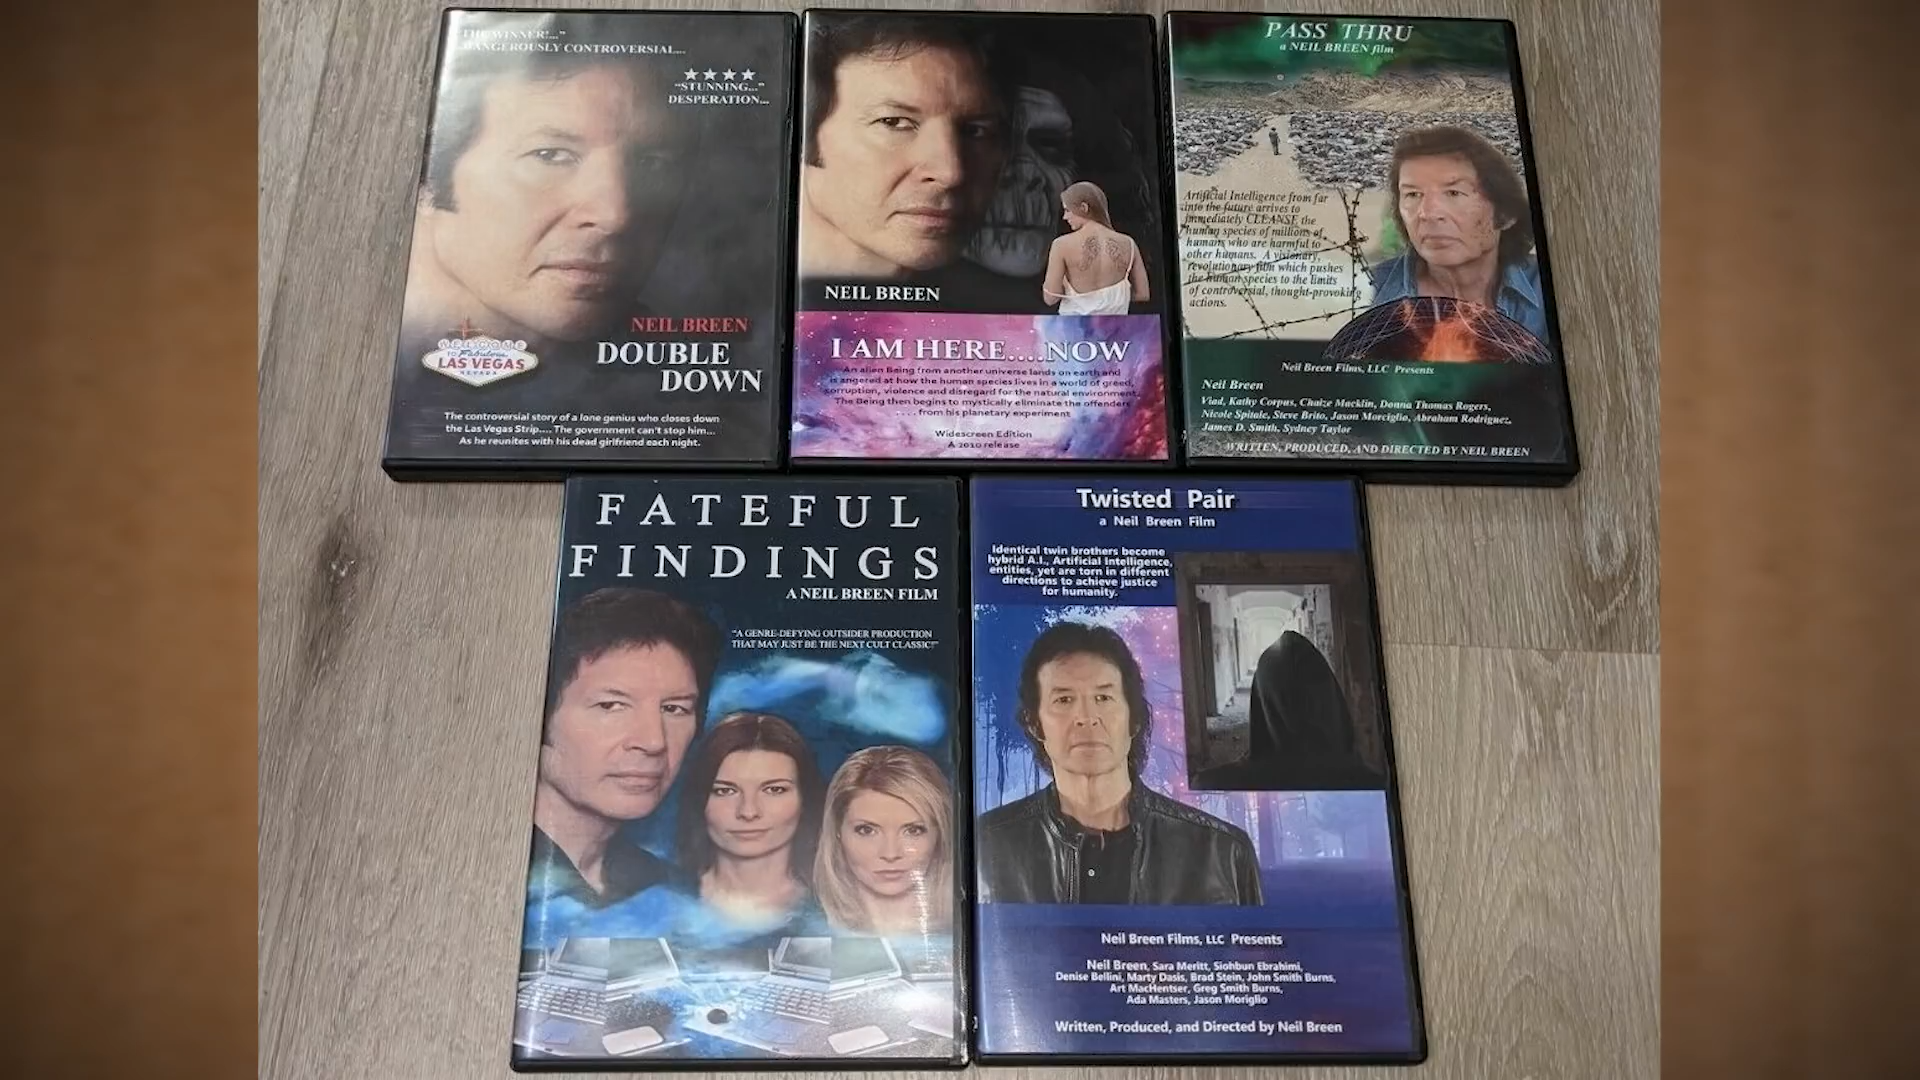 THE WINNER!..."
DANGEROUSLY CONTROVERSIAL....
"STUNNING..."
DESPERATION...
NEIL BREEN
DOUBLE
DOWN
WELCOME
TO Fabulous
LAS VEGAS
NEVADA
The controversial story of a lone genius who closes down
the Las Vegas Strip.... The government can't stop him...
As he reunites with his dead girlfriend each night.
NEIL BREEN
I AM HERE....NOW
An alien Being from another universe lands on earth and
is angered at how the human species lives in a world of greed,
corruption, violence and disregard for the natural environment.
The Being then begins to mystically eliminate the offenders
. . . . from his planetary experiment
Widescreen Edition
A 2010 release
PASS THRU
a NEIL BREEN film
Artificial Intelligence from far
into the future arrives to
immediately CLEANSE the
human species of millions of
humans who are harmful to
other humans. A visionary,
revolutionary film which pushes
the human species to the limits
of controversial, thought-provoking
actions.
Neil Breen Films, LLC Presents
Neil Breen
Vlad, Kathy Corpus, Chaize Macklin, Donna Thomas Rogers,
Nicole Spitale, Steve Brito, Jason Morciglio, Abraham Rodriguez,
James D. Smith, Sydney Taylor
WRITTEN, PRODUCED, AND DIRECTED BY NEIL BREEN
FATEFUL
FINDINGS
A NEIL BREEN FILM
"A GENRE-DEFYING OUTSIDER PRODUCTION
THAT MAY JUST BE THE NEXT CULT CLASSIC!"
Twisted Pair
a Neil Breen Film
Identical twin brothers become
hybrid A.I., Artificial Intelligence,
entities, yet are torn in different
directions to achieve justice
for humanity.
Neil Breen Films, LLC Presents
Neil Breen, Sara Meritt, Siohbun Ebrahimi,
Denise Bellini, Marty Dasis, Brad Stein, John Smith Burns,
Art MacHentser, Greg Smith Burns,
Ada Masters, Jason Moriglio
Written, Produced, and Directed by Neil Breen